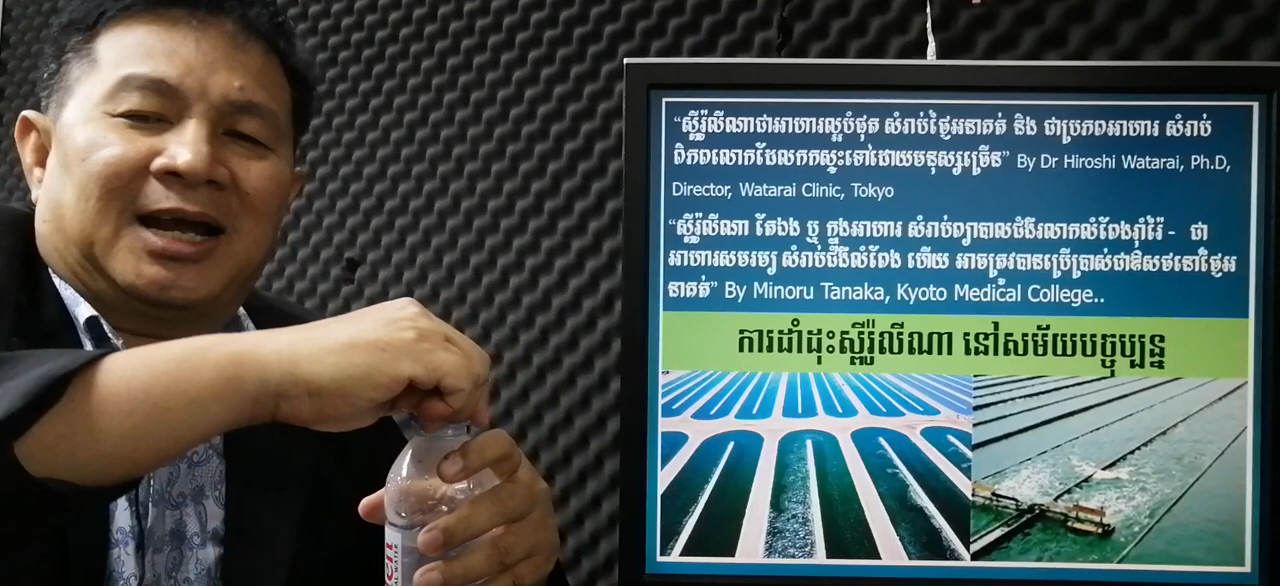 “ស្ពីរ៉ូលីណាជាអាហារល្អបំផុត សំរាប់ថ្ងៃអនាគត់ និង ជាប្រភពអាហារ សំរាប់
ពិភពលោកដែលកកស្ទះទៅដោយមនុស្សច្រើន” By Dr Hiroshi Watarai, Ph.D,
Director, Watarai Clinic, Tokyo
“ស្ពីរ៉ូលីណា តែឯង ឬ ក្នុងអាហារ សំរាប់ព្យាបាលជំងឺរលាកលំពែងរ៉ាំរ៉ៃ - ជា
អាហារសមរម្យ សំរាប់ជំងឺលំពែង ហើយ អាចត្រូវបានប្រើប្រាស់ជាឱសថនៅថ្ងៃអ
នាគត់” By Minoru Tanaka, Kyoto Medical College..
ការដាំដុះស្ពីរ៉ូលីណា នៅសម័យបច្ចុប្បន្ន
AL WATER